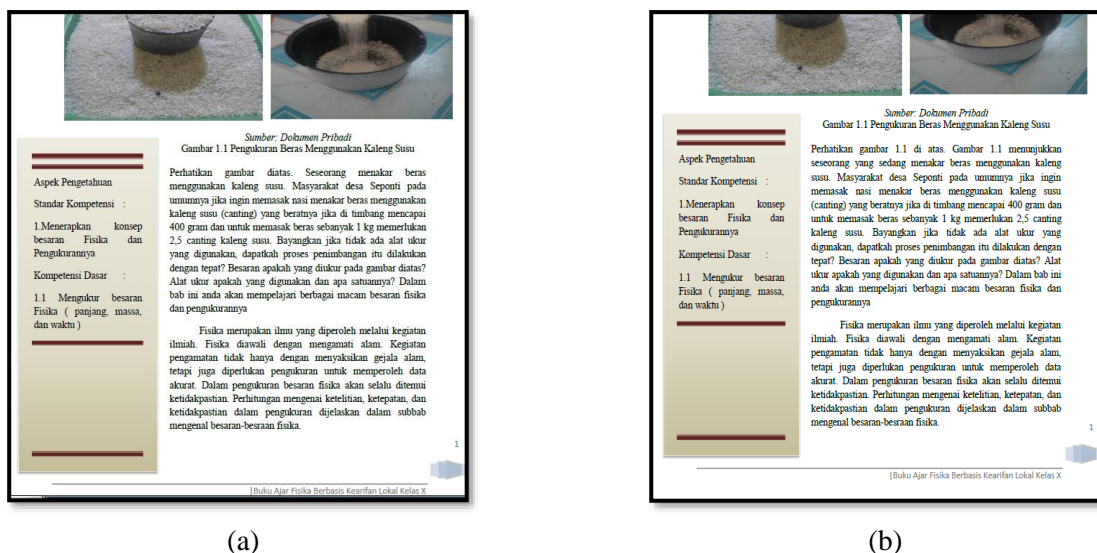 Sumber: Dokumen Pribadi
Gambar 1.1 Pengukuran Beras Menggunakan Kaleng Susu
Aspek Pengetahuan
Standar Kompetensi :
1.Menerapkan konsep
besaran Fisika dan
Pengukurannya
Kompetensi Dasar :
1.1 Mengukur besaran
Fisika ( panjang, massa,
dan waktu )
Perhatikan gambar diatas. Seseorang menakar beras
menggunakan kaleng susu. Masyarakat desa Seponti pada
umumnya jika ingin memasak nasi menakar beras menggunakan
kaleng susu (canting) yang beratnya jika di timbang mencapai
400 gram dan untuk memasak beras sebanyak 1 kg memerlukan
2,5 canting kaleng susu. Bayangkan jika tidak ada alat ukur
yang digunakan, dapatkah proses penimbangan itu dilakukan
dengan tepat? Besaran apakah yang diukur pada gambar diatas?
Alat ukur apakah yang digunakan dan apa satuannya? Dalam
bab ini anda akan mempelajari berbagai macam besaran fisika
dan pengukurannya
Fisika merupakan ilmu yang diperoleh melalui kegiatan
ilmiah. Fisika diawali dengan mengamati alam. Kegiatan
pengamatan tidak hanya dengan menyaksikan gejala alam,
tetapi juga diperlukan pengukuran untuk memperoleh data
akurat. Dalam pengukuran besaran fisika akan selalu ditemui
ketidakpastian. Perhitungan mengenai ketelitian, ketepatan, dan
ketidakpastian dalam pengukuran dijelaskan dalam subbab
mengenal besaran-besraan fisika.
1
|Buku Ajar Fisika Berbasis Kearifan Lokal Kelas X
(a)
Sumber: Dokumen Pribadi
Gambar 1.1 Pengukuran Beras Menggunakan Kaleng Susu
Aspek Pengetahuan
Standar Kompetensi :
1.Menerapkan konsep
besaran Fisika dan
Pengukurannya
Kompetensi Dasar :
1.1 Mengukur besaran
Fisika ( panjang, massa,
dan waktu )
Perhatikan gambar 1.1 di atas. Gambar 1.1 menunjukkan
seseorang yang sedang menakar beras menggunakan kaleng
susu. Masyarakat desa Seponti pada umumnya jika ingin
memasak nasi menakar beras menggunakan kaleng susu
(canting) yang beratnya jika di timbang mencapai 400 gram dan
untuk memasak beras sebanyak 1 kg memerlukan 2,5 canting
kaleng susu. Bayangkan jika tidak ada alat ukur yang
digunakan, dapatkah proses penimbangan itu dilakukan dengan
tepat? Besaran apakah yang diukur pada gambar diatas? Alat
ukur apakah yang digunakan dan apa satuannya? Dalam bab ini
anda akan mempelajari berbagai macam besaran fisika dan
pengukurannya
Fisika merupakan ilmu yang diperoleh melalui kegiatan
ilmiah. Fisika diawali dengan mengamati alam. Kegiatan
pengamatan tidak hanya dengan menyaksikan gejala alam,
tetapi juga diperlukan pengukuran untuk memperoleh data
akurat. Dalam pengukuran besaran fisika akan selalu ditemui
ketidakpastian. Perhitungan mengenai ketelitian, ketepatan, dan
ketidakpastian dalam pengukuran dijelaskan dalam subbab
mengenal besaran-besraan fisika.
1
|Buku Ajar Fisika Berbasis Kearifan Lokal Kelas X
(b)